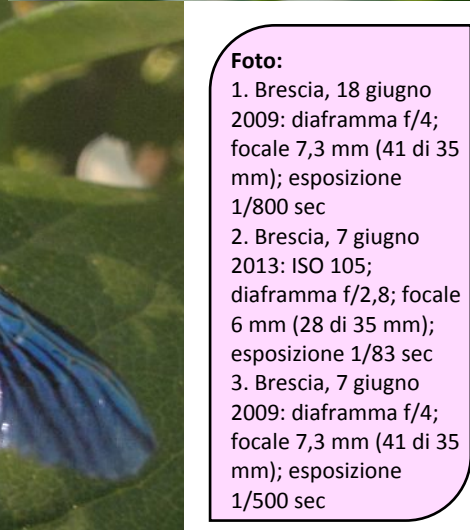 Foto:
1. Brescia, 18 giugno
2009: diaframma f/4;
focale 7,3 mm (41 di 35
mm); esposizione
1/800 sec
2. Brescia, 7 giugno
2013: ISO 105;
diaframma f/2,8; focale
6 mm (28 di 35 mm);
esposizione 1/83 sec
3. Brescia, 7 giugno
2009: diaframma f/4;
focale 7,3 mm (41 di 35
mm); esposizione
1/500 sec